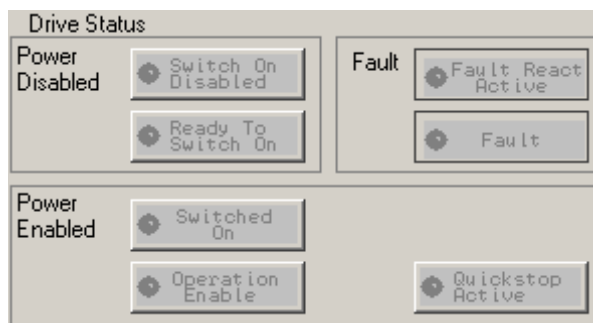 Drive Status
Power
Disabled
Switch On
Disabled
Ready To
Switch On
Fault
Fault React
Active
Fault
Power
Enabled
Switched
On
Operation
Enable
Quickstop
Active